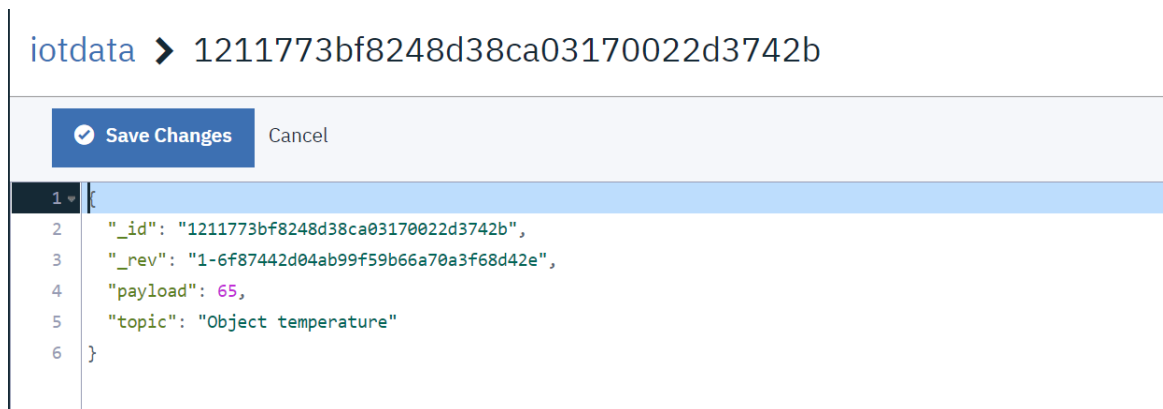 iotdata > 1211773bf8248d38ca03170022d3742b
Save Changes Cancel
1 {
2 "_id": "1211773bf8248d38ca03170022d3742b",
3 "_rev": "1-6f87442d04ab99f59b66a70a3f68d42e",
4 "payload": 65,
5 "topic": "Object temperature"
6 }